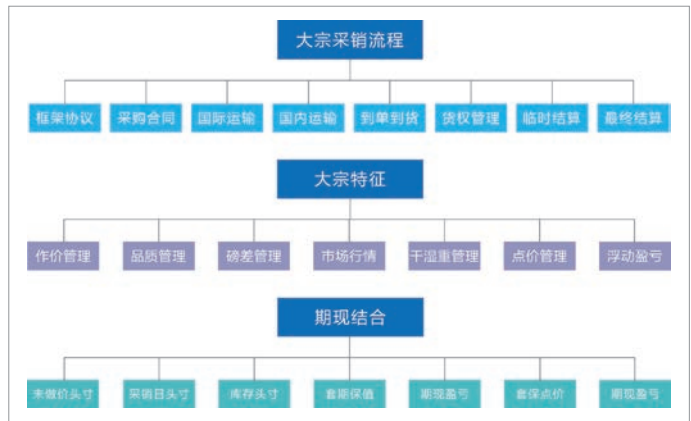 大宗采销流程
框架协议 采购合同 国际运输 国内运输 到单到货 货权管理 临时结算 最终结算
大宗特征
作价管理 品质管理 磅差管理 市场行情 干湿重管理 点价管理 浮动盈亏
期现结合
未做价头寸 采销日头寸 库存头寸 套期保值 期现盈亏 套保点价 期现盈亏